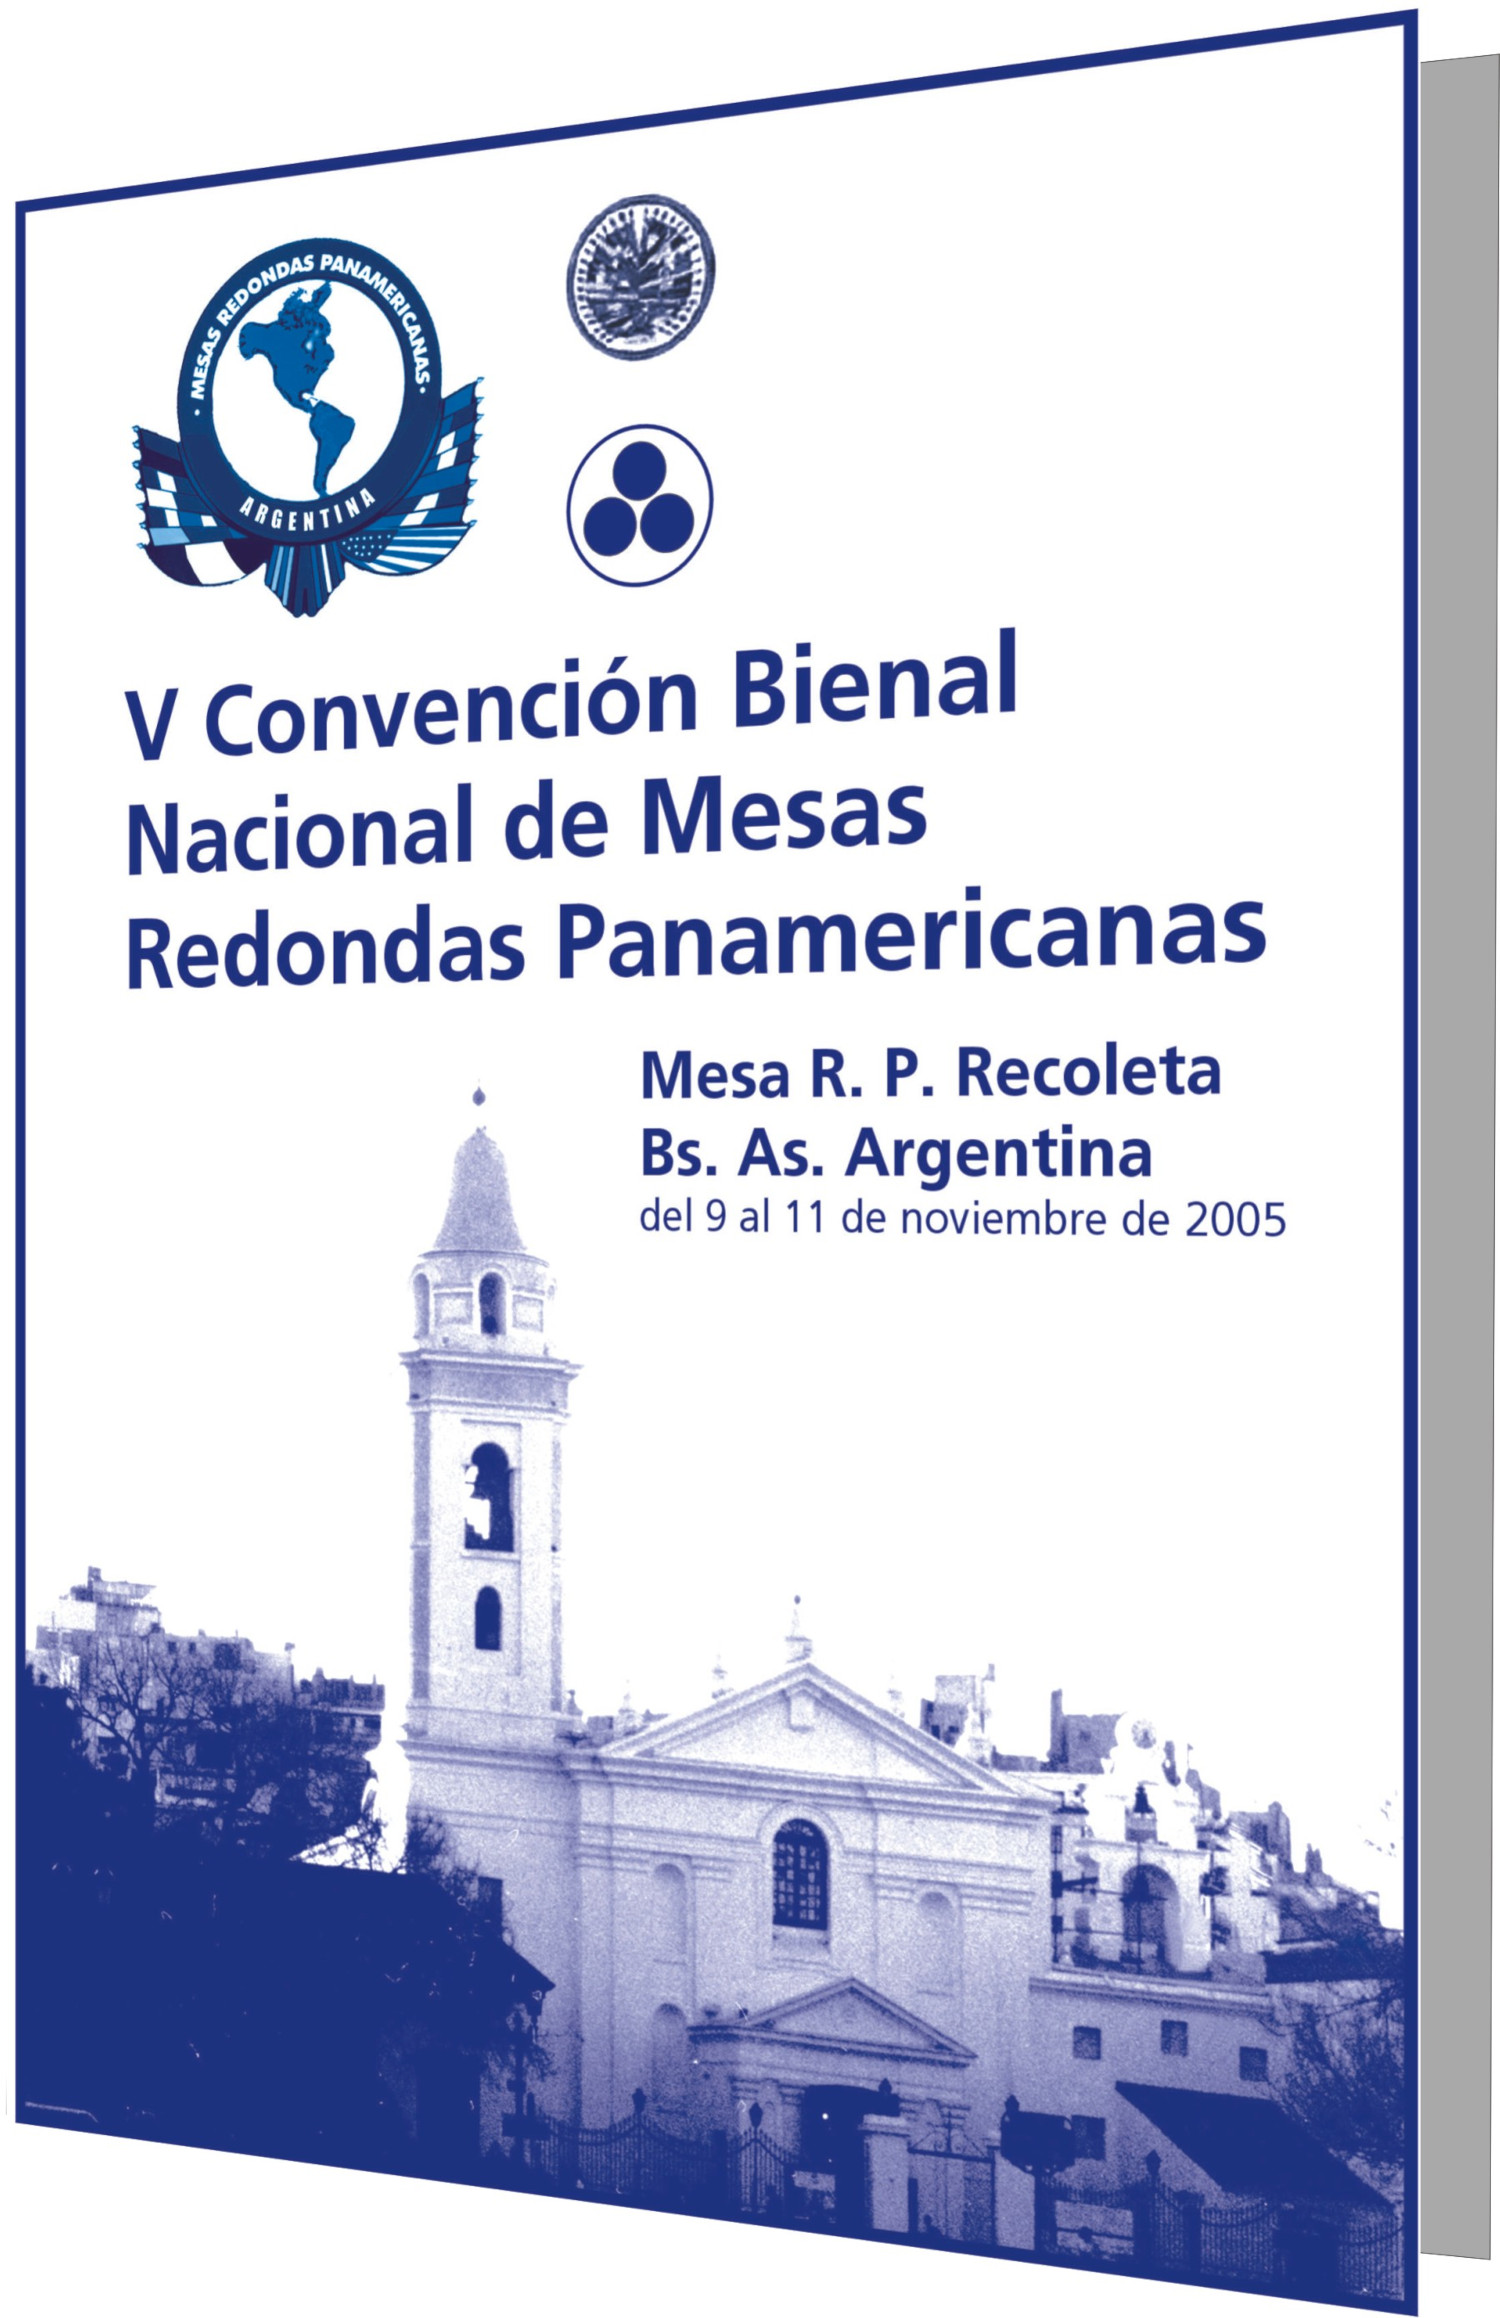 MESAS REDONDAS PANAMERICANAS
ARGENTINA
V Convención Bienal
Nacional de Mesas
Redondas Panamericanas
Mesa R. P. Recoleta
Bs. As. Argentina
del 9 al 11 de noviembre de 2005